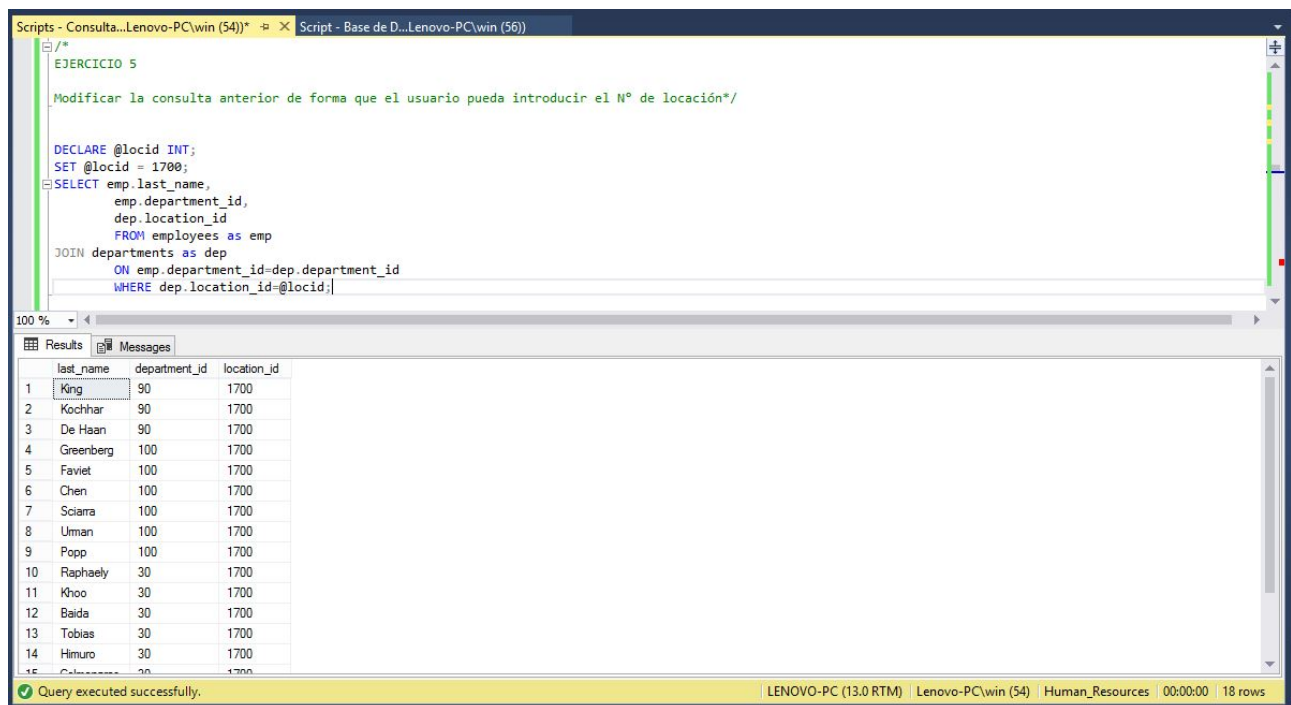 Scripts - Consulta...Lenovo-PC\win (54))* Script - Base de D...Lenovo-PC\win (56))
/*
EJERCICIO 5
Modificar la consulta anterior de forma que el usuario pueda introducir el Nº de locación*/
DECLARE @locid INT;
SET @locid = 1700;
SELECT emp.last_name,
emp.department_id,
dep.location_id
FROM employees as emp
JOIN departments as dep
ON emp.department_id=dep.department_id
WHERE dep.location_id=@locid;
100 %
Results Messages
last_name department_id location_id
1 King 90 1700
2 Kochhar 90 1700
3 De Haan 90 1700
4 Greenberg 100 1700
5 Faviet 100 1700
6 Chen 100 1700
7 Sciarra 100 1700
8 Urman 100 1700
9 Popp 100 1700
10 Raphaely 30 1700
11 Khoo 30 1700
12 Baida 30 1700
13 Tobias 30 1700
14 Himuro 30 1700
15 30 1700
Query executed successfully. LENOVO-PC (13.0 RTM) Lenovo-PC\win (54) Human_Resources 00:00:00 18 rows